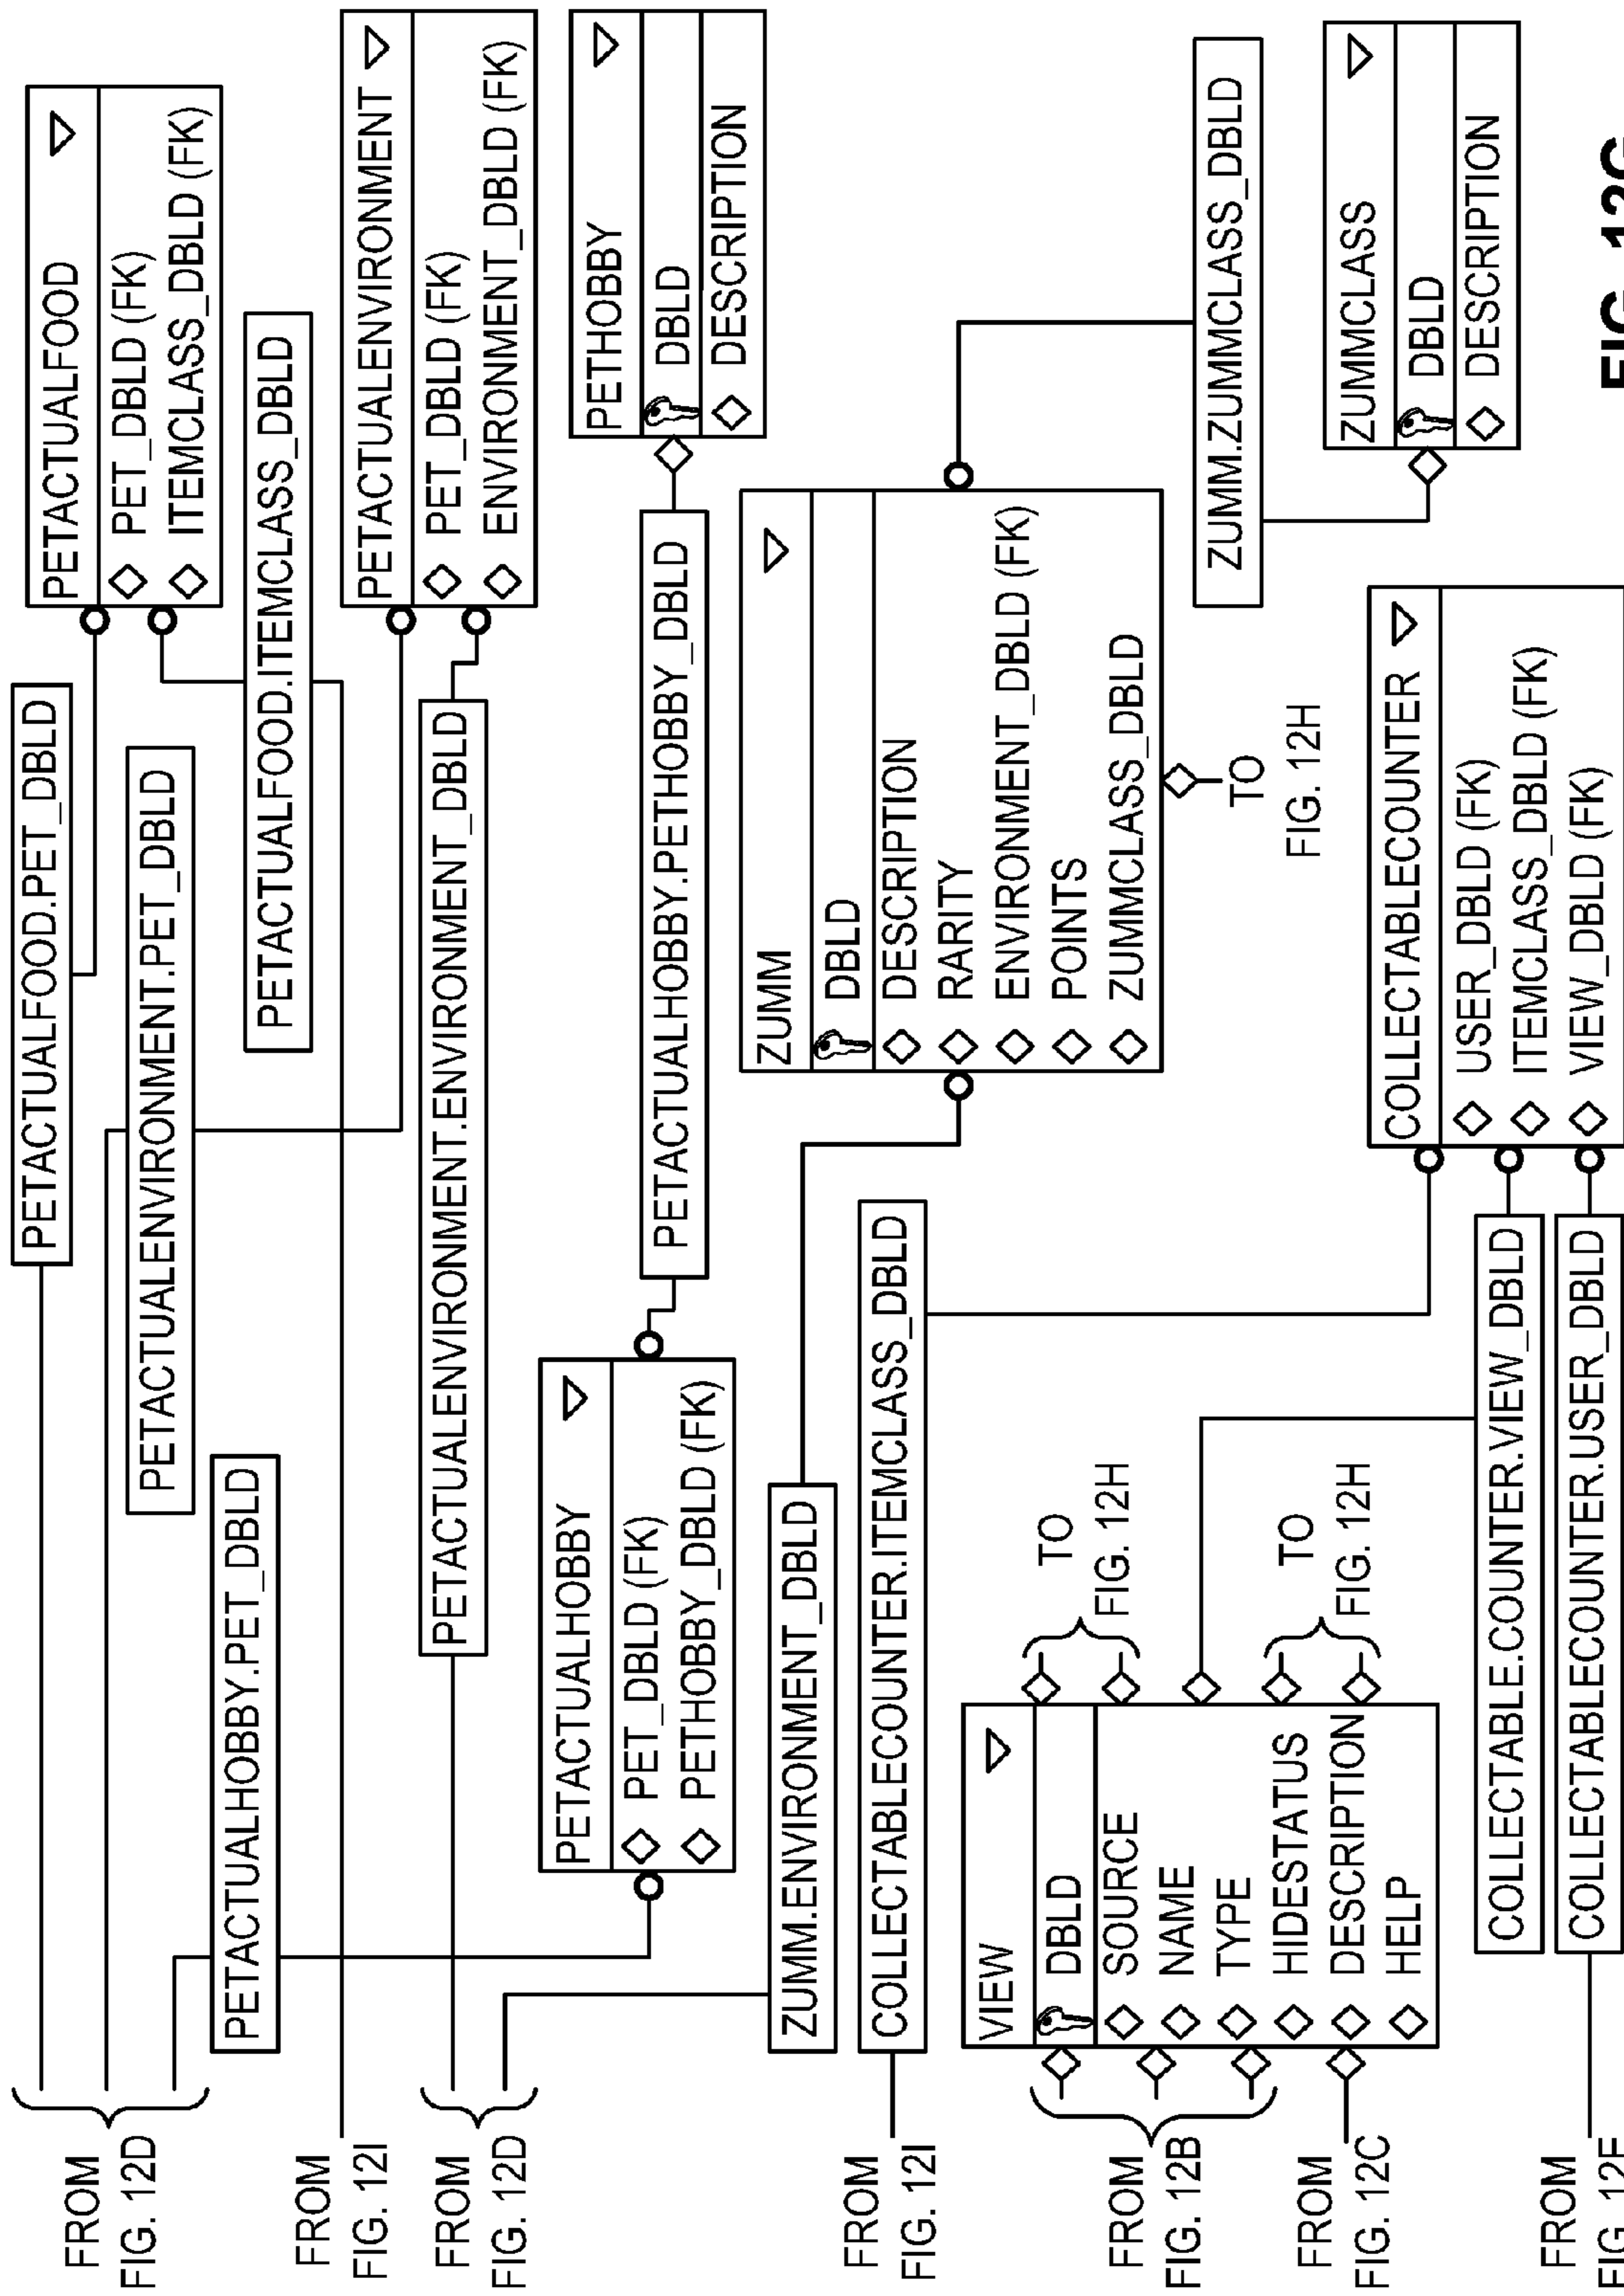 PETACTUALFOOD.PET_DBLD
PETACTUALFOOD
PET_DBLD (FK)
ITEMCLASS_DBLD (FK)
FROM
FIG. 12D
PETACTUALENVIRONMENT.PET_DBLD
PETACTUALHOBBY.PET_DBLD
PETACTUALFOOD.ITEMCLASS_DBLD
FROM
FIG. 12I
PETACTUALENVIRONMENT
PET_DBLD (FK)
ENVIRONMENT_DBLD (FK)
FROM
FIG. 12D
PETACTUALENVIRONMENT.ENVIRONMENT_DBLD
PETACTUALHOBBY
PET_DBLD (FK)
PETHOBBY_DBLD (FK)
PETACTUALHOBBY.PETHOBBY_DBLD
PETHOBBY
DBLD
DESCRIPTION
ZUMM.ENVIRONMENT_DBLD
ZUMM
DBLD
DESCRIPTION
RARITY
ENVIRONMENT_DBLD (FK)
POINTS
ZUMMCLASS_DBLD
TO
FIG. 12H
FROM
FIG. 12I
COLLECTABLECOUNTER.ITEMCLASS_DBLD
ZUMM.ZUMMCLASS_DBLD
ZUMMCLASS
DBLD
DESCRIPTION
FROM
FIG. 12B
FROM
FIG. 12C
VIEW
DBLD
SOURCE
NAME
TYPE
HIDESTATUS
DESCRIPTION
HELP
TO
FIG. 12H
TO
FIG. 12H
COLLECTABLECOUNTER
USER_DBLD (FK)
ITEMCLASS_DBLD (FK)
VIEW_DBLD (FK)
COLLECTABLE.COUNTER.VIEW_DBLD
COLLECTABLECOUNTER.USER_DBLD
FROM
FIG.
FIG. 12G